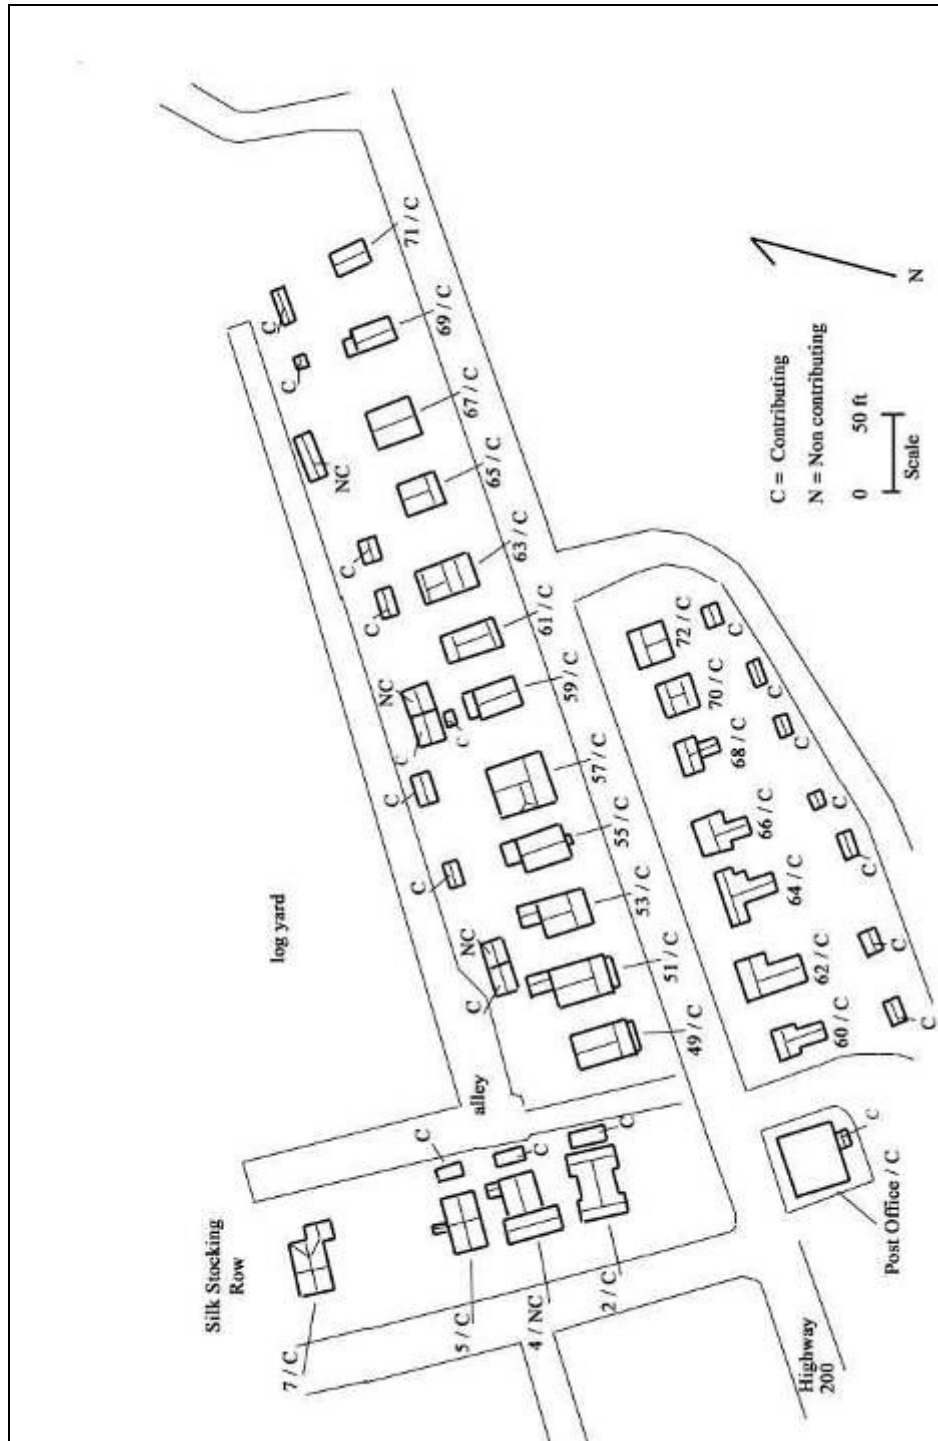 71 / C
C
69 / C
C
67 / C
NC
65 / C
C
63 / C
C
61 / C
NC
C
C
59 / C
C
57 / C
55 / C
C
53 / C
NC
C
51 / C
49 / C
log yard
alley
72 / C
C
70 / C
C
68 / C
C
66 / C
C
64 / C
C
62 / C
C
60 / C
C
Silk Stocking
Row
7 / C
C
5 / C
C
4 / NC
C
2 / C
C
Post Office / C
Highway
200
N
C = Contributing
N = Non contributing
0 50 ft
Scale